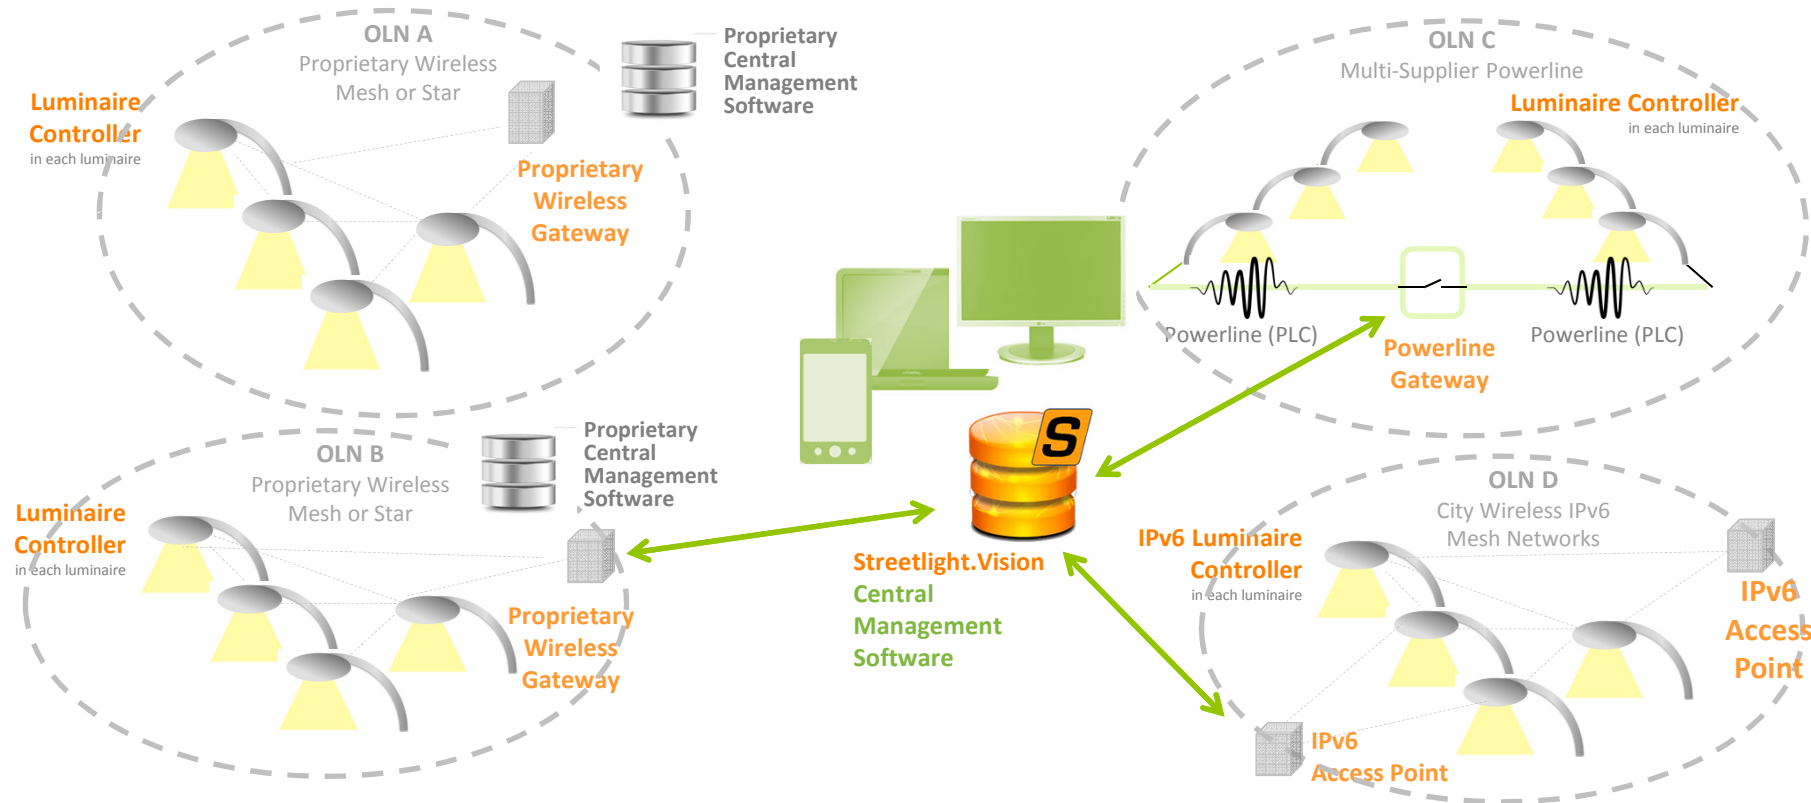 OLN A
Proprietary Wireless
Mesh or Star
Luminaire
Controller
in each luminaire
Proprietary
Wireless
Gateway
Proprietary
Central
Management
Software
OLN C
Multi-Supplier Powerline
Luminaire Controller
in each luminaire
Powerline (PLC)
Powerline (PLC)
Powerline
Gateway
OLN B
Proprietary Wireless
Mesh or Star
Luminaire
Controller
in each luminaire
Proprietary
Wireless
Gateway
Proprietary
Central
Management
Software
S
Streetlight.Vision
Central
Management
Software
OLN D
City Wireless IPv6
Mesh Networks
IPv6 Luminaire
Controller
in each luminaire
IPv6
Access
Point
IPv6
Access Point